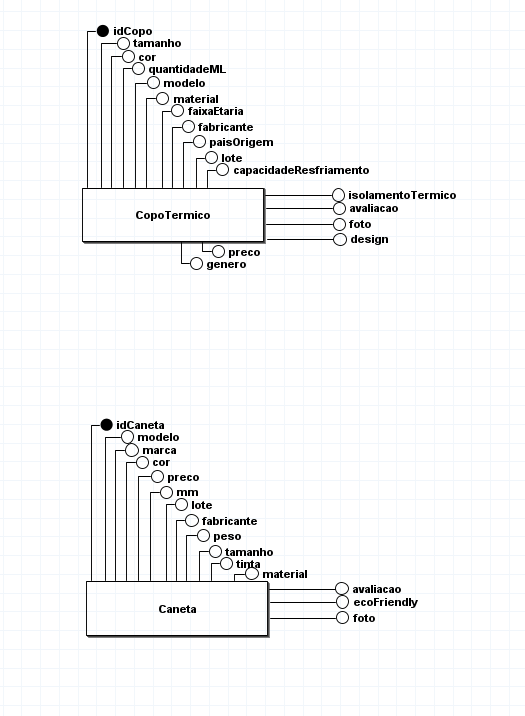 idCopo
tamanho
cor
quantidadeML
modelo
material
faixaEtaria
fabricante
paisOrigem
lote
capacidadeResfriamento
isolamentoTermico
avaliacao
CopoTermico
foto
design
preco
genero
idCaneta
modelo
marca
cor
preco
mm
lote
fabricante
peso
tamanho
tinta
material
avaliacao
ecoFriendly
Caneta
foto